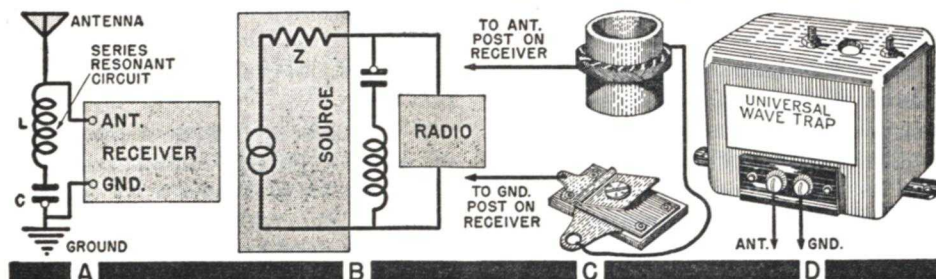 ANTENNA
SERIES
RESONANT
CIRCUIT
L
ANT.
RECEIVER
C
GND.
GROUND
A
Z
SOURCE
RADIO
B
TO ANT.
POST ON
RECEIVER
TO GND.
POST ON
RECEIVER
C
UNIVERSAL
WAVE TRAP
ANT.
GND.
D